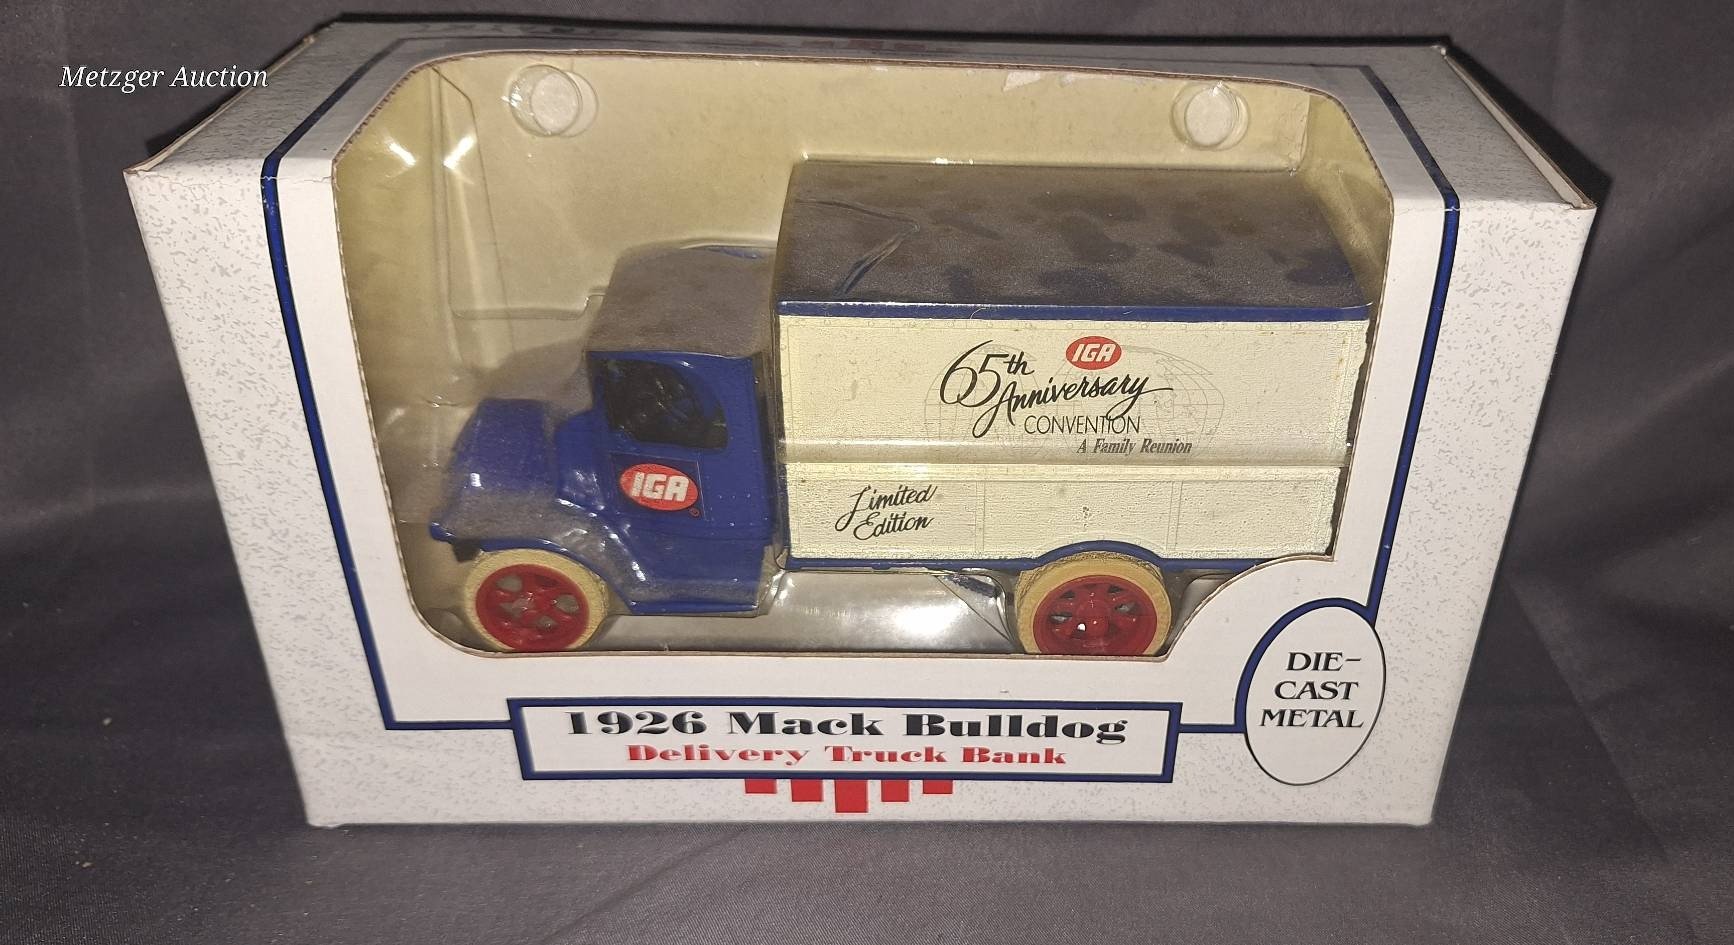 Metzger Auction
IGA
65th
Anniversary
CONVENTION
A Family Reunion
IGA®
Limited
Edition
DIE-
CAST
METAL
1926 Mack Bulldog
Delivery Truck Bank